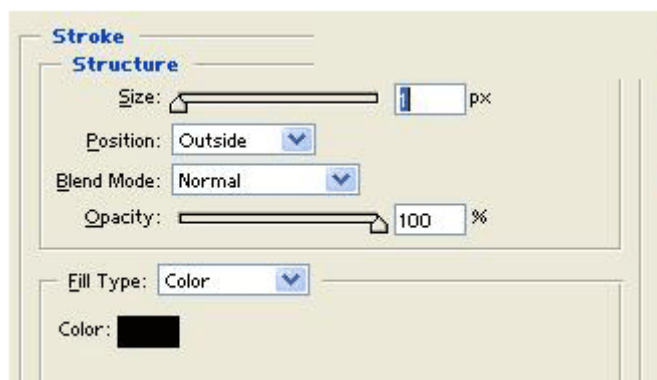 Stroke
Structure
Size: 1 px
Position: Outside
Blend Mode: Normal
Opacity: 100 %
Fill Type: Color
Color: